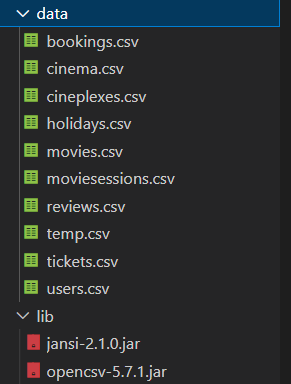 data
bookings.csv
cinema.csv
cineplexes.csv
holidays.csv
movies.csv
moviesessions.csv
reviews.csv
temp.csv
tickets.csv
users.csv
lib
jansi-2.1.0.jar
opencsv-5.7.1.jar